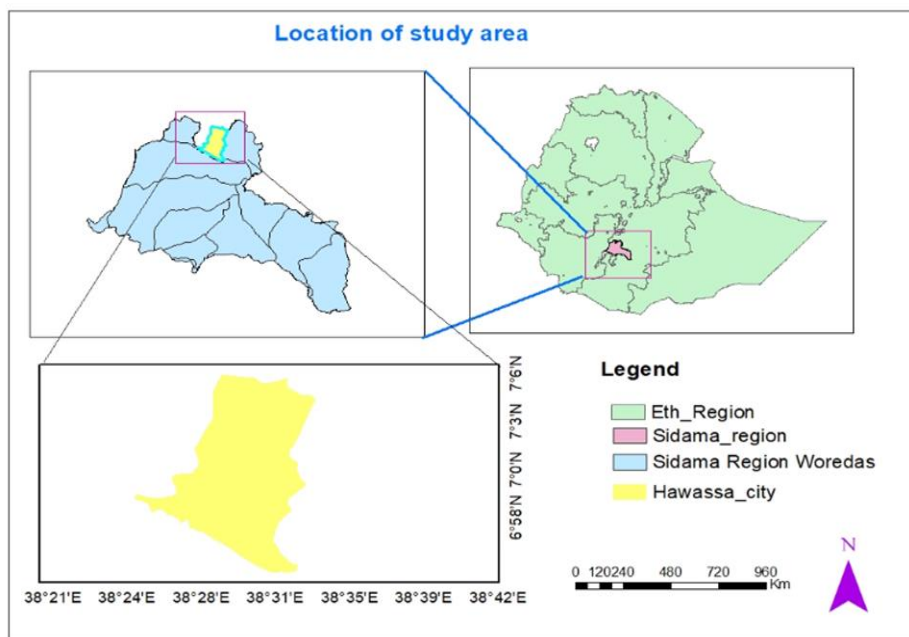 Location of study area
7°6'N
7°3'N
7°0'N
6°58'N
38°21'E 38°24'E 38°28'E 38°31'E 38°35'E 38°39'E 38°42'E
Legend
Eth_Region
Sidama_region
Sidama Region Woredas
Hawassa_city
0 120240 480 720 960
Km
N